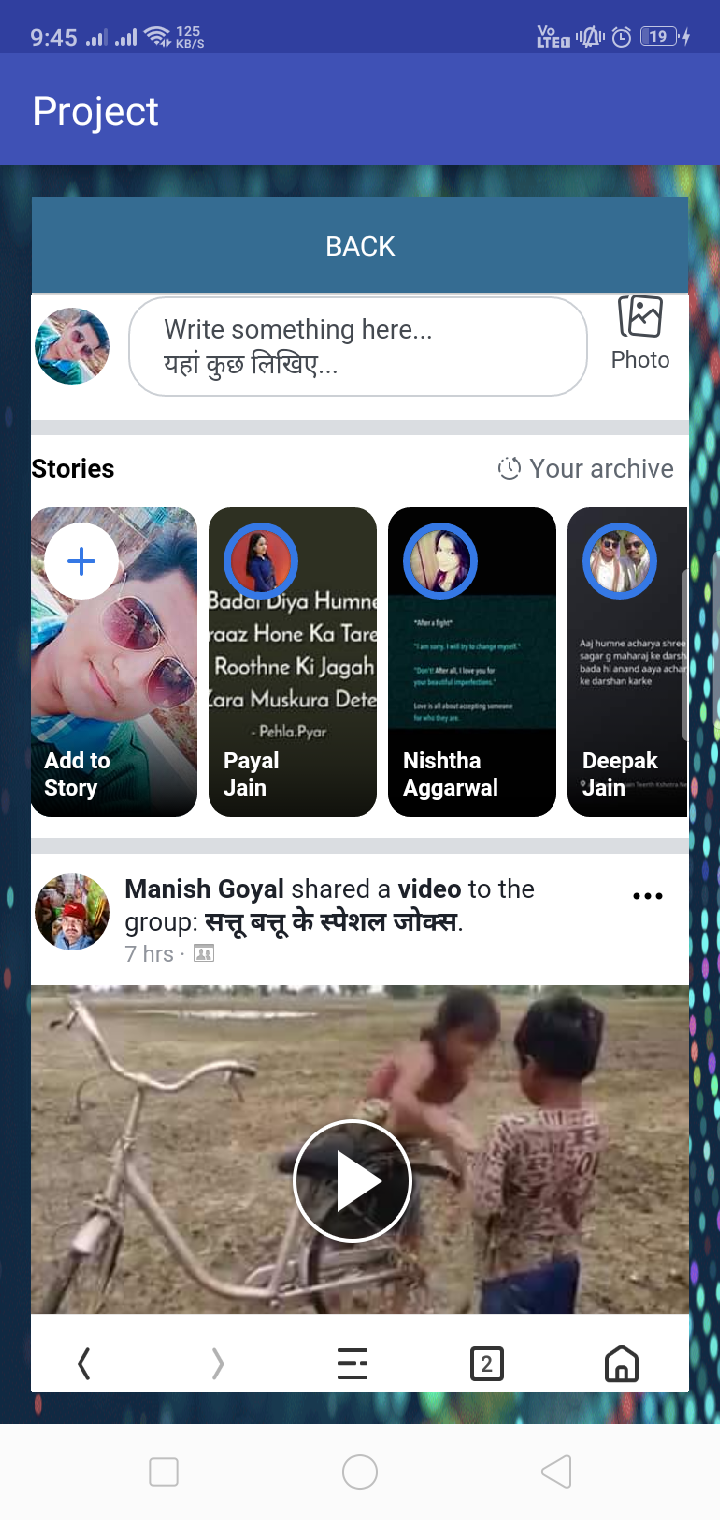 9:45
125
KB/S
Vo
LTE
19
Project
BACK
Write something here...
यहां कुछ लिखिए...
Photo
Stories
Your archive
Add to
Story
Badal Diya Humne
raaz Hone Ka Tare
Roothne Ki Jagah
Zara Muskura Dete
- Pehla.Pyar
Payal
Jain
"After a fight"
"I am sorry. I will try to change myself."
"Don't! After all, I love you for
your beautiful imperfections."
Love is all about accepting someone
for who they are.
Nishtha
Aggarwal
Aaj humne acharya shree
sagar g maharaj ke darsh
bada hi anand aaya achar
ke darshan karke
Deepak
Jain
Manish Goyal shared a video to the
group: सत्तू बत्तू के स्पेशल जोक्स.
7 hrs ·
2